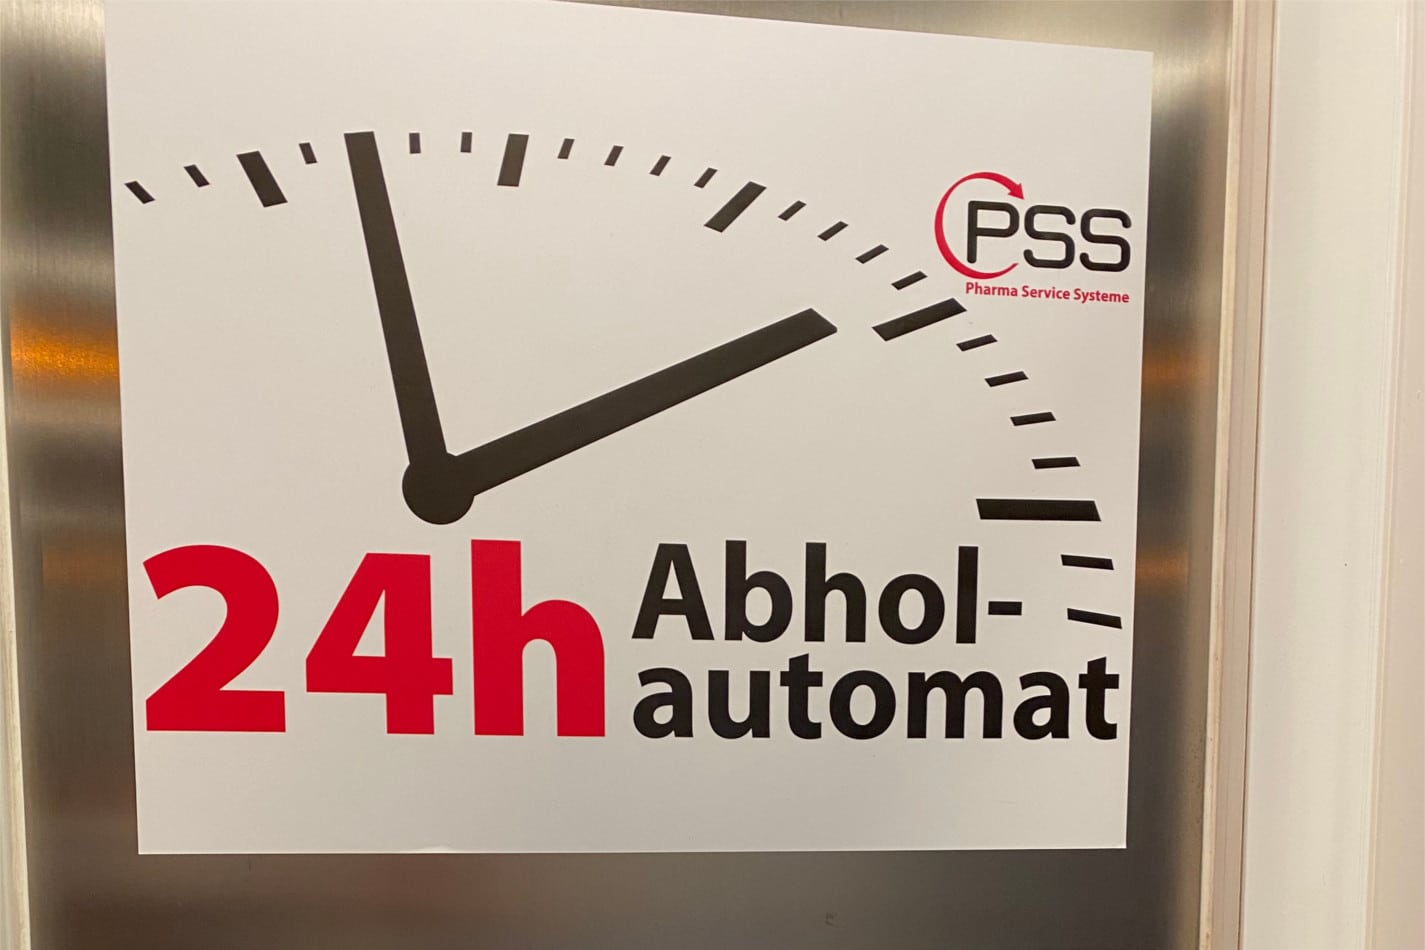 PSS
Pharma Service Systeme
24h Abhol-
automat